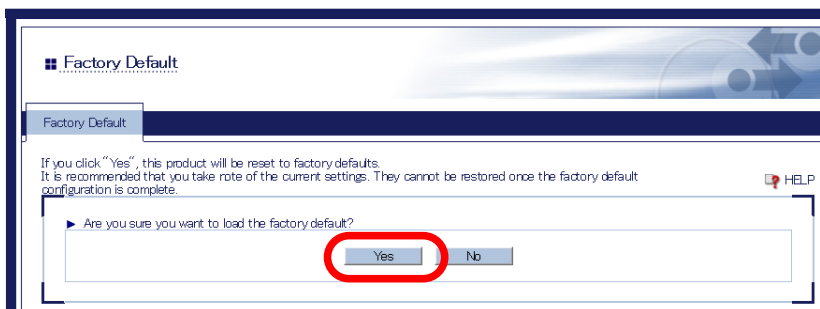 Factory Default
Factory Default
If you click "Yes", this product will be reset to factory defaults.
It is recommended that you take note of the current settings. They cannot be restored once the factory default
configuration is complete.
HELP
Are you sure you want to load the factory default?
Yes No